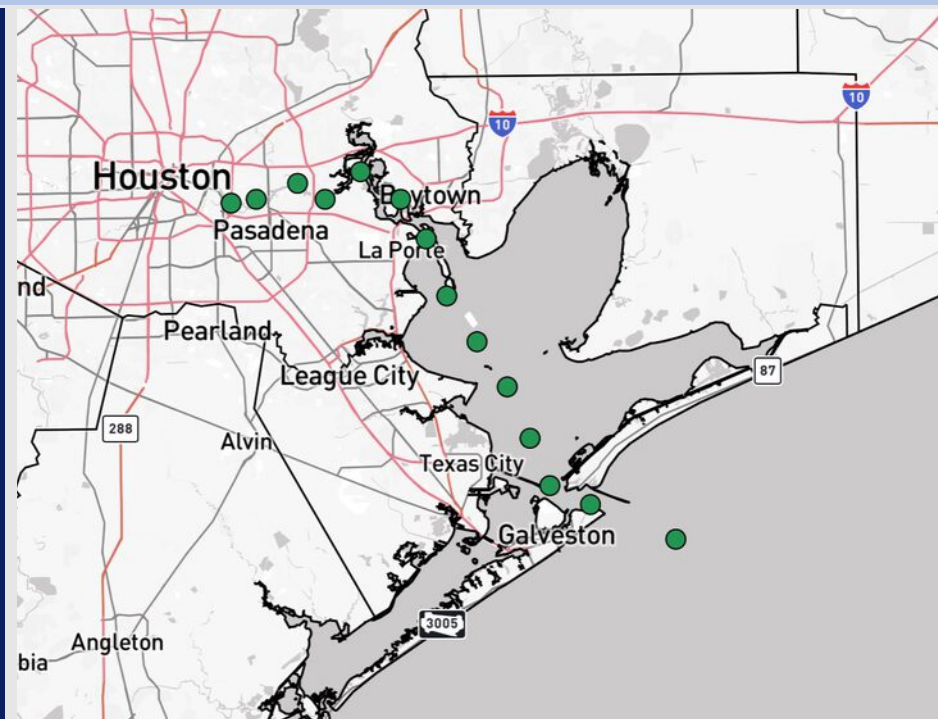 10
10
Houston
Baytown
Pasadena
La Porte
nd
Pearland
87
League City
288
Alvin
Texas City
Galveston
3005
Angleton
bia